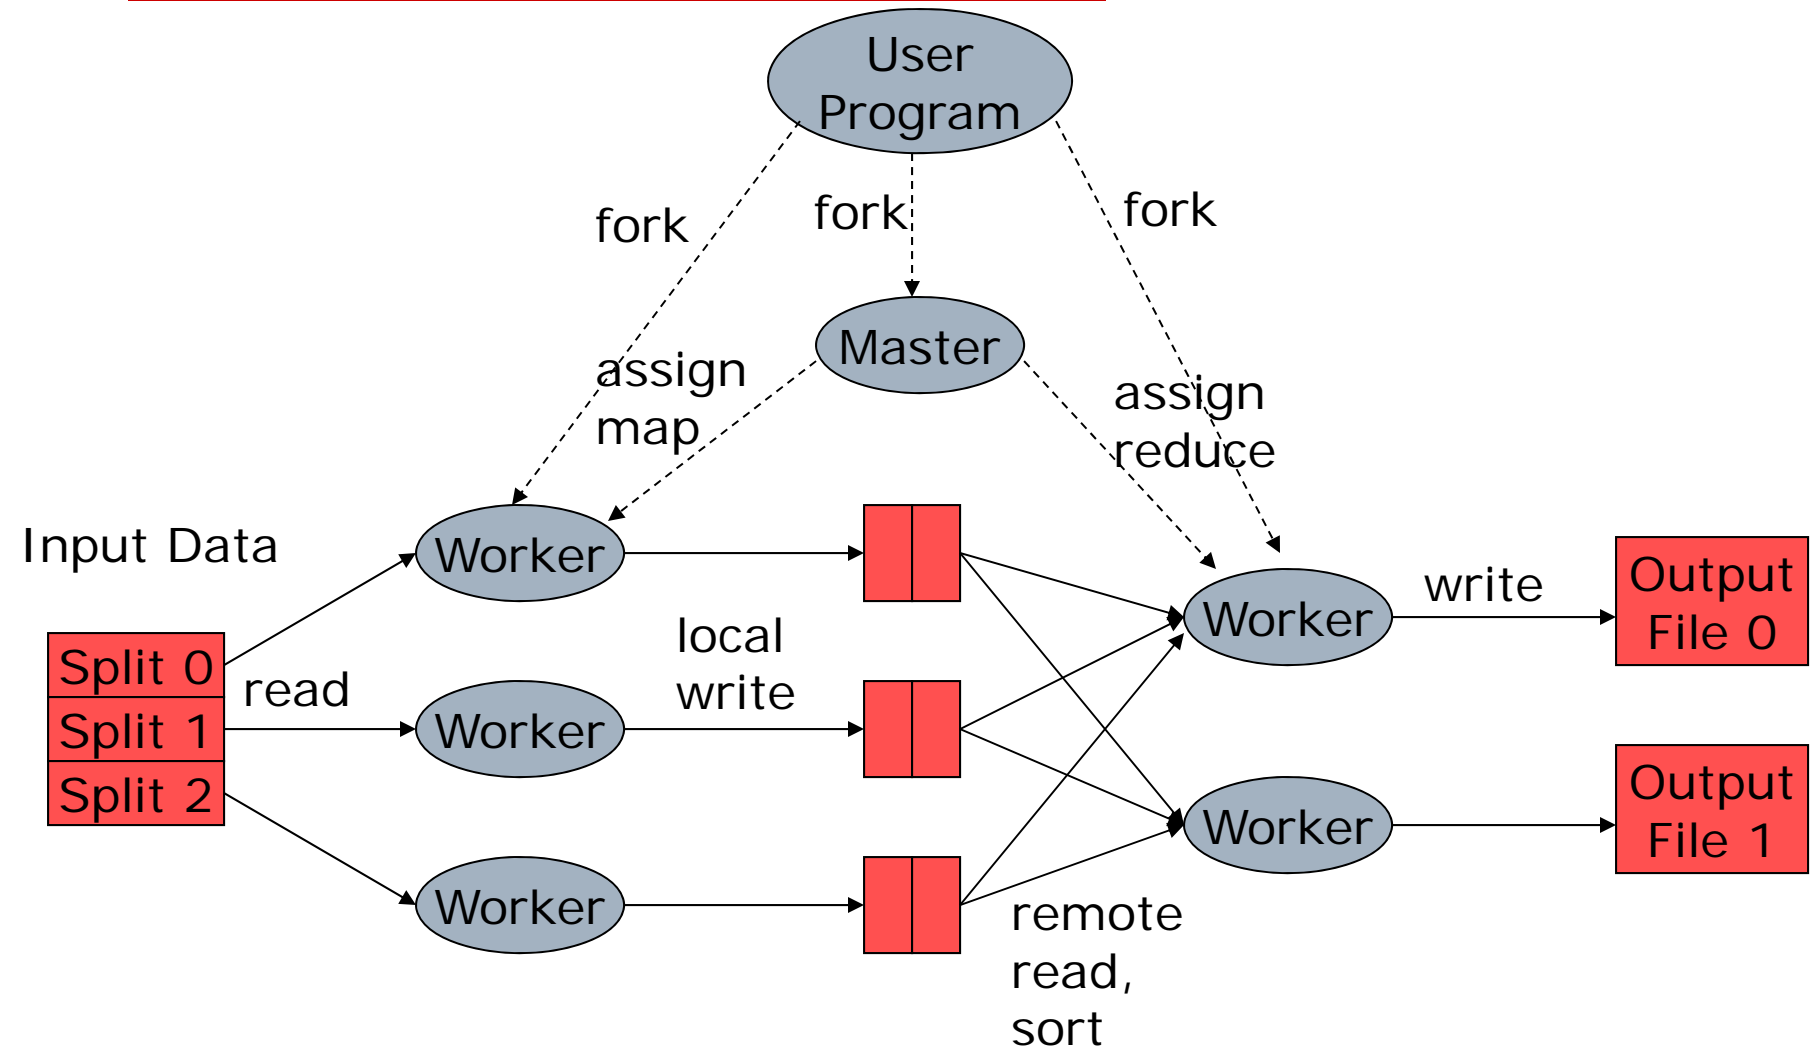 User
Program
fork
fork
fork
Master
assign
map
assign
reduce
Input Data
Worker
Split 0
Split 1
Split 2
read
Worker
local
write
Worker
Worker
write
Output
File 0
Worker
Output
File 1
remote
read,
sort